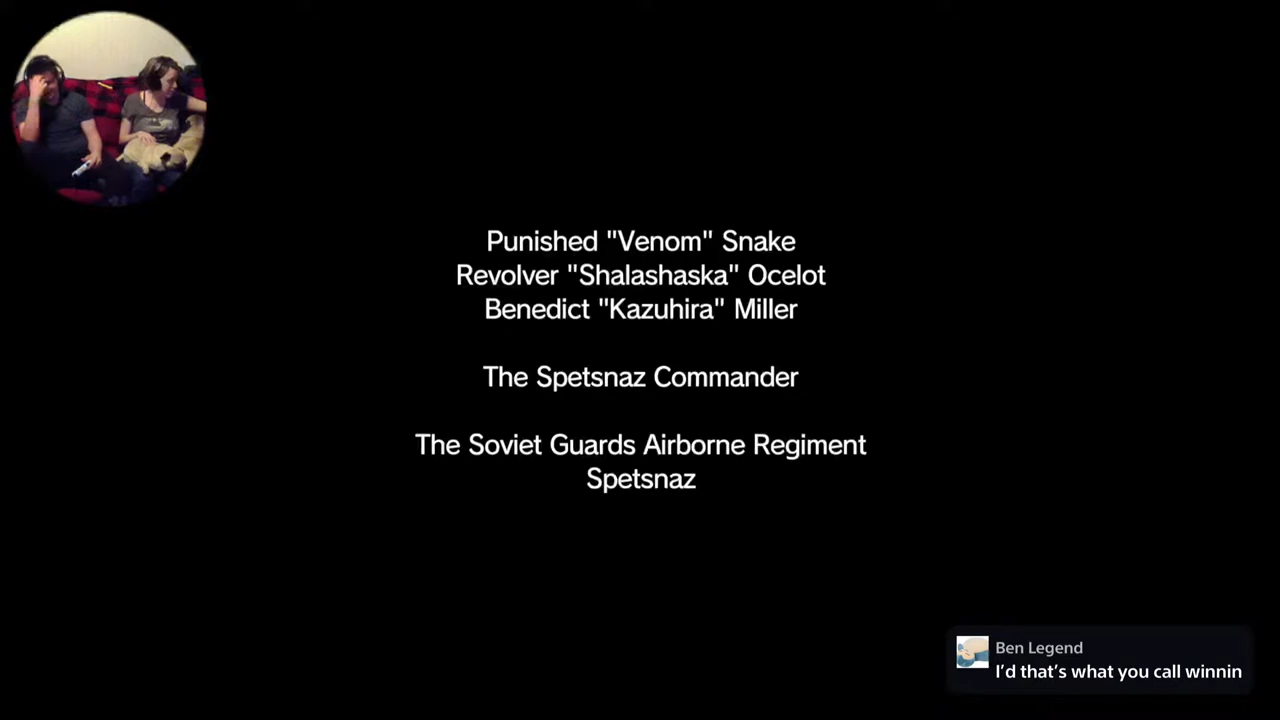 Punished "Venom" Snake
Revolver "Shalashaska" Ocelot
Benedict "Kazuhira" Miller
The Spetsnaz Commander
The Soviet Guards Airborne Regiment
Spetsnaz
Ben Legend
I'd that's what you call winnin